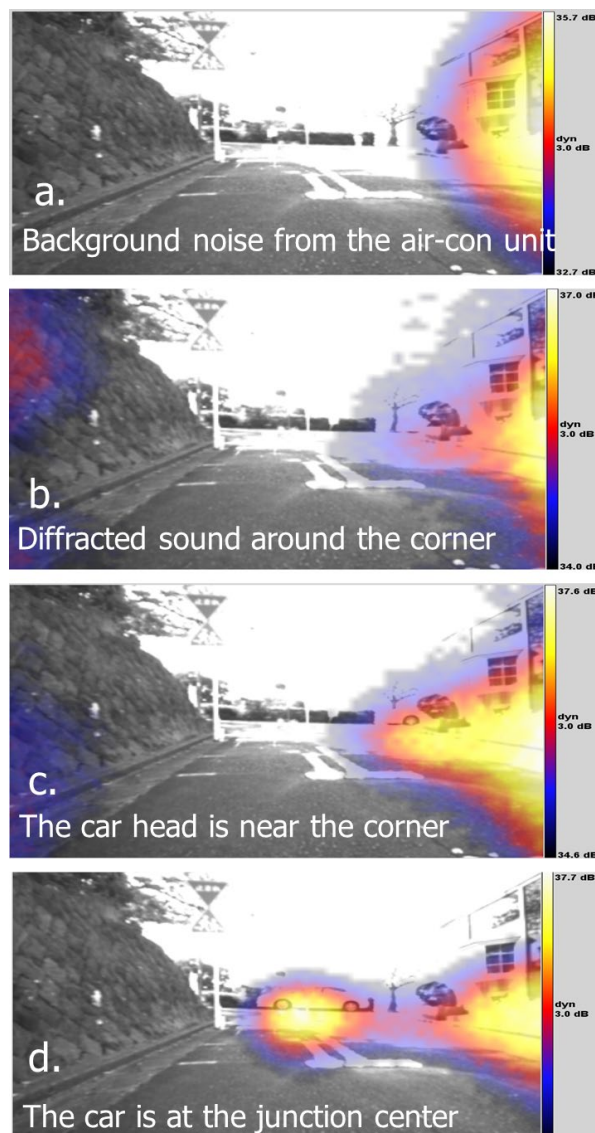 35.7 dB
dyn
3.0 dB
a.
Background noise from the air-con unit
32.7 dB
37.0 d
dyn
3.0 dB
b.
Diffracted sound around the corner
34.0 dB
37.6 dB
dyn
3.0 dB
c.
The car head is near the corner
34.6 dB
37.7 dB
dyn
3.0 dB
d.
The car is at the junction center